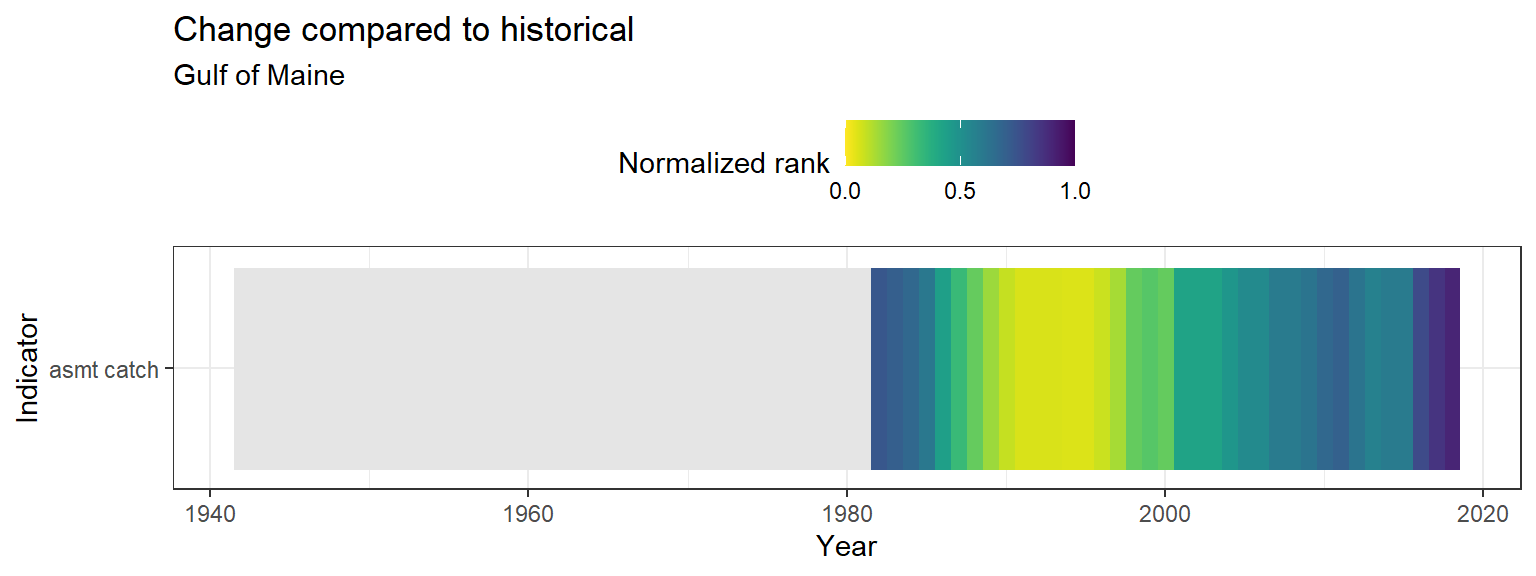 Change compared to historical
Gulf of Maine
Normalized rank
0.0 0.5 1.0
Indicator
asmt catch
1940 1960 1980 2000 2020
Year